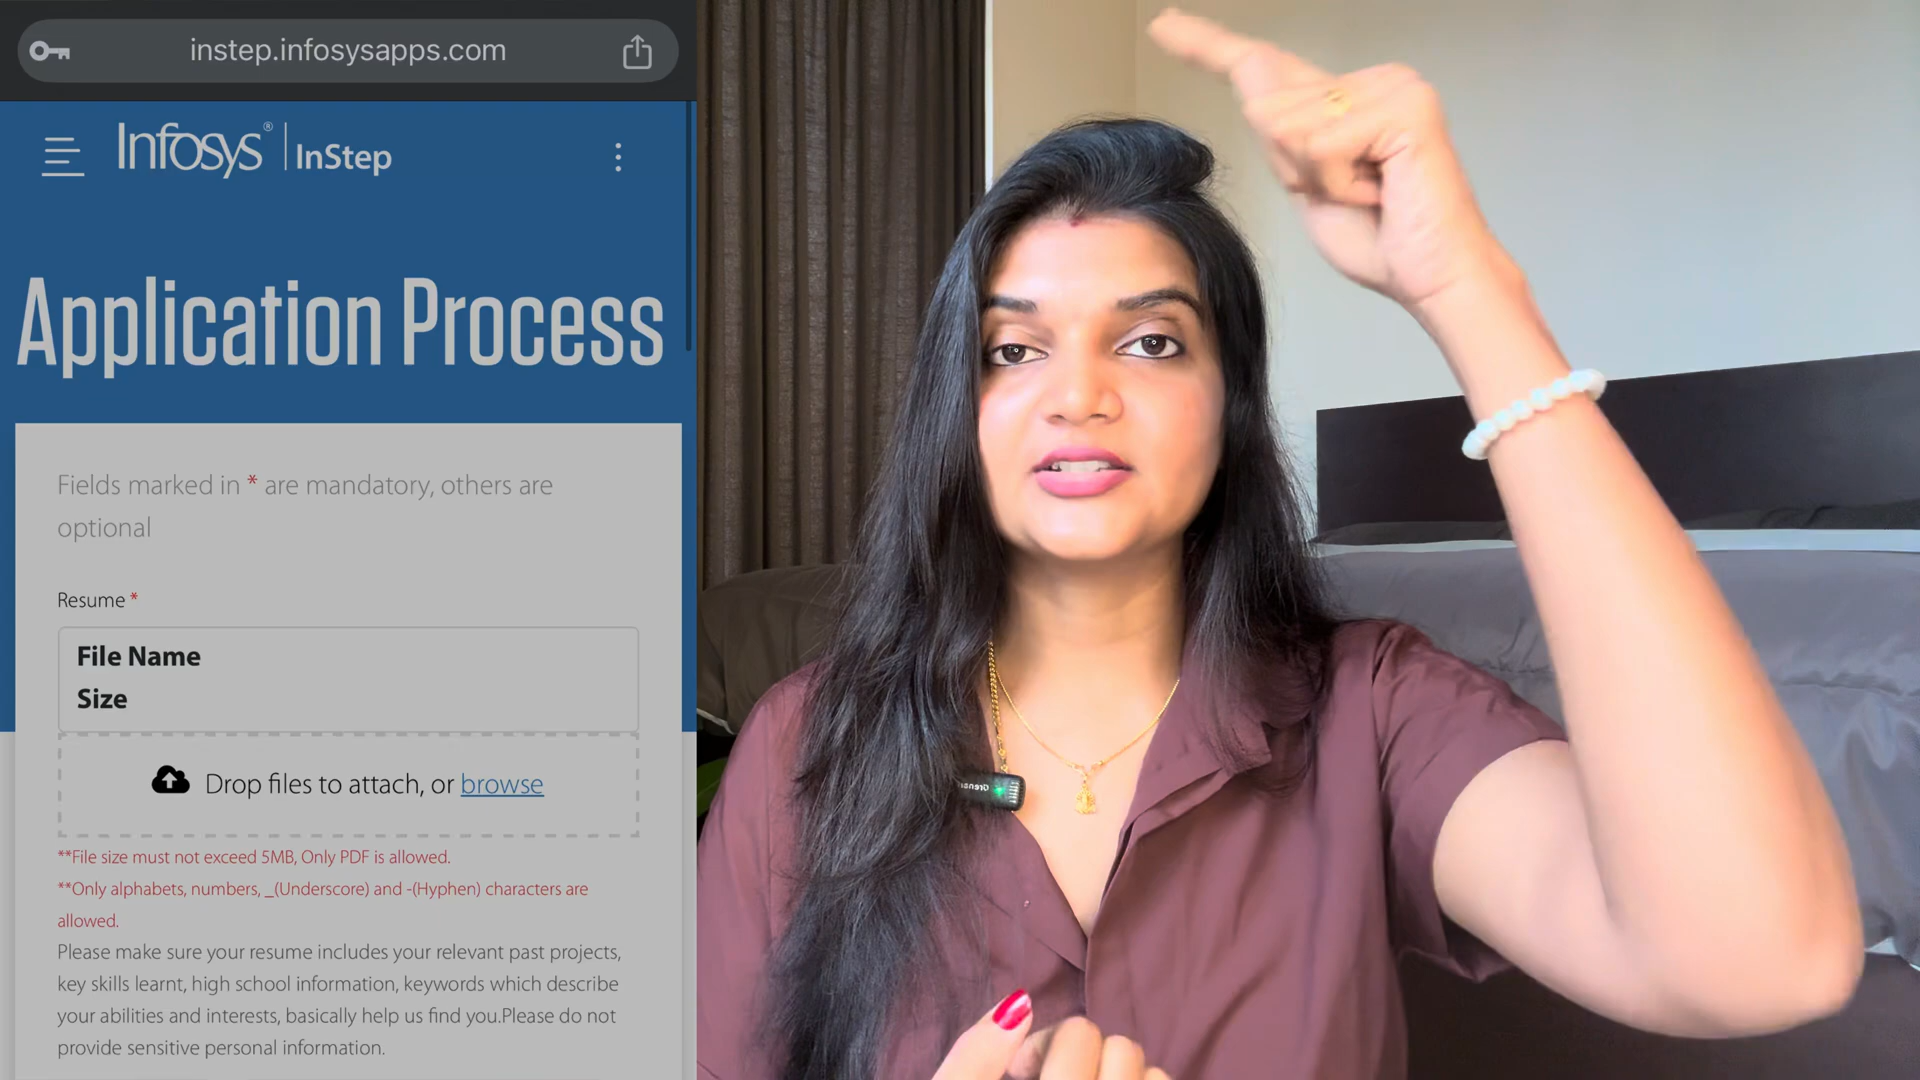 instep.infosysapps.com
Infosys® | InStep
Application Process
Fields marked in * are mandatory, others are
optional
Resume *
File Name
Size
Drop files to attach, or browse
**File size must not exceed 5MB, Only PDF is allowed.
**Only alphabets, numbers, _(Underscore) and -(Hyphen) characters are
allowed.
Please make sure your resume includes your relevant past projects,
key skills learnt, high school information, keywords which describe
your abilities and interests, basically help us find you.Please do not
provide sensitive personal information.